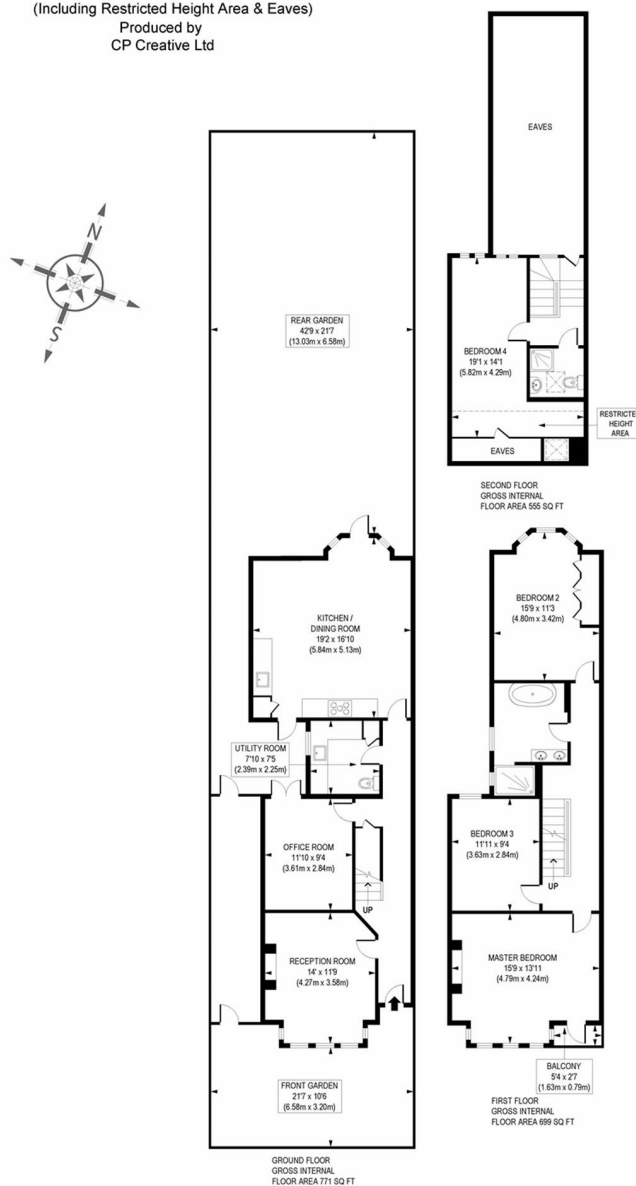 (Including Restricted Height Area & Eaves)
Produced by
CP Creative Ltd
EAVES
N
S
REAR GARDEN
42'9 x 21'7
(13.03m x 6.58m)
BEDROOM 4
19'1 x 14'1
(5.82m x 4.29m)
RESTRICTE
HEIGHT
AREA
EAVES
SECOND FLOOR
GROSS INTERNAL
FLOOR AREA 555 SQ FT
KITCHEN /
DINING ROOM
19'2 x 16'10
(5.84m x 5.13m)
BEDROOM 2
15'9 x 11'3
(4.80m x 3.42m)
UTILITY ROOM
7'10 x 7'5
(2.39m x 2.25m)
OFFICE ROOM
11'10 x 9'4
(3.61m x 2.84m)
UP
BEDROOM 3
11'11 x 9'4
(3.63m x 2.84m)
UP
RECEPTION ROOM
14' x 11'9
(4.27m x 3.58m)
MASTER BEDROOM
15'9 x 13'11
(4.79m x 4.24m)
FRONT GARDEN
21'7 x 10'6
(6.58m x 3.20m)
BALCONY
5'4 x 2'7
(1.63m x 0.79m)
FIRST FLOOR
GROSS INTERNAL
FLOOR AREA 699 SQ FT
GROUND FLOOR
GROSS INTERNAL
FLOOR AREA 771 SQ FT